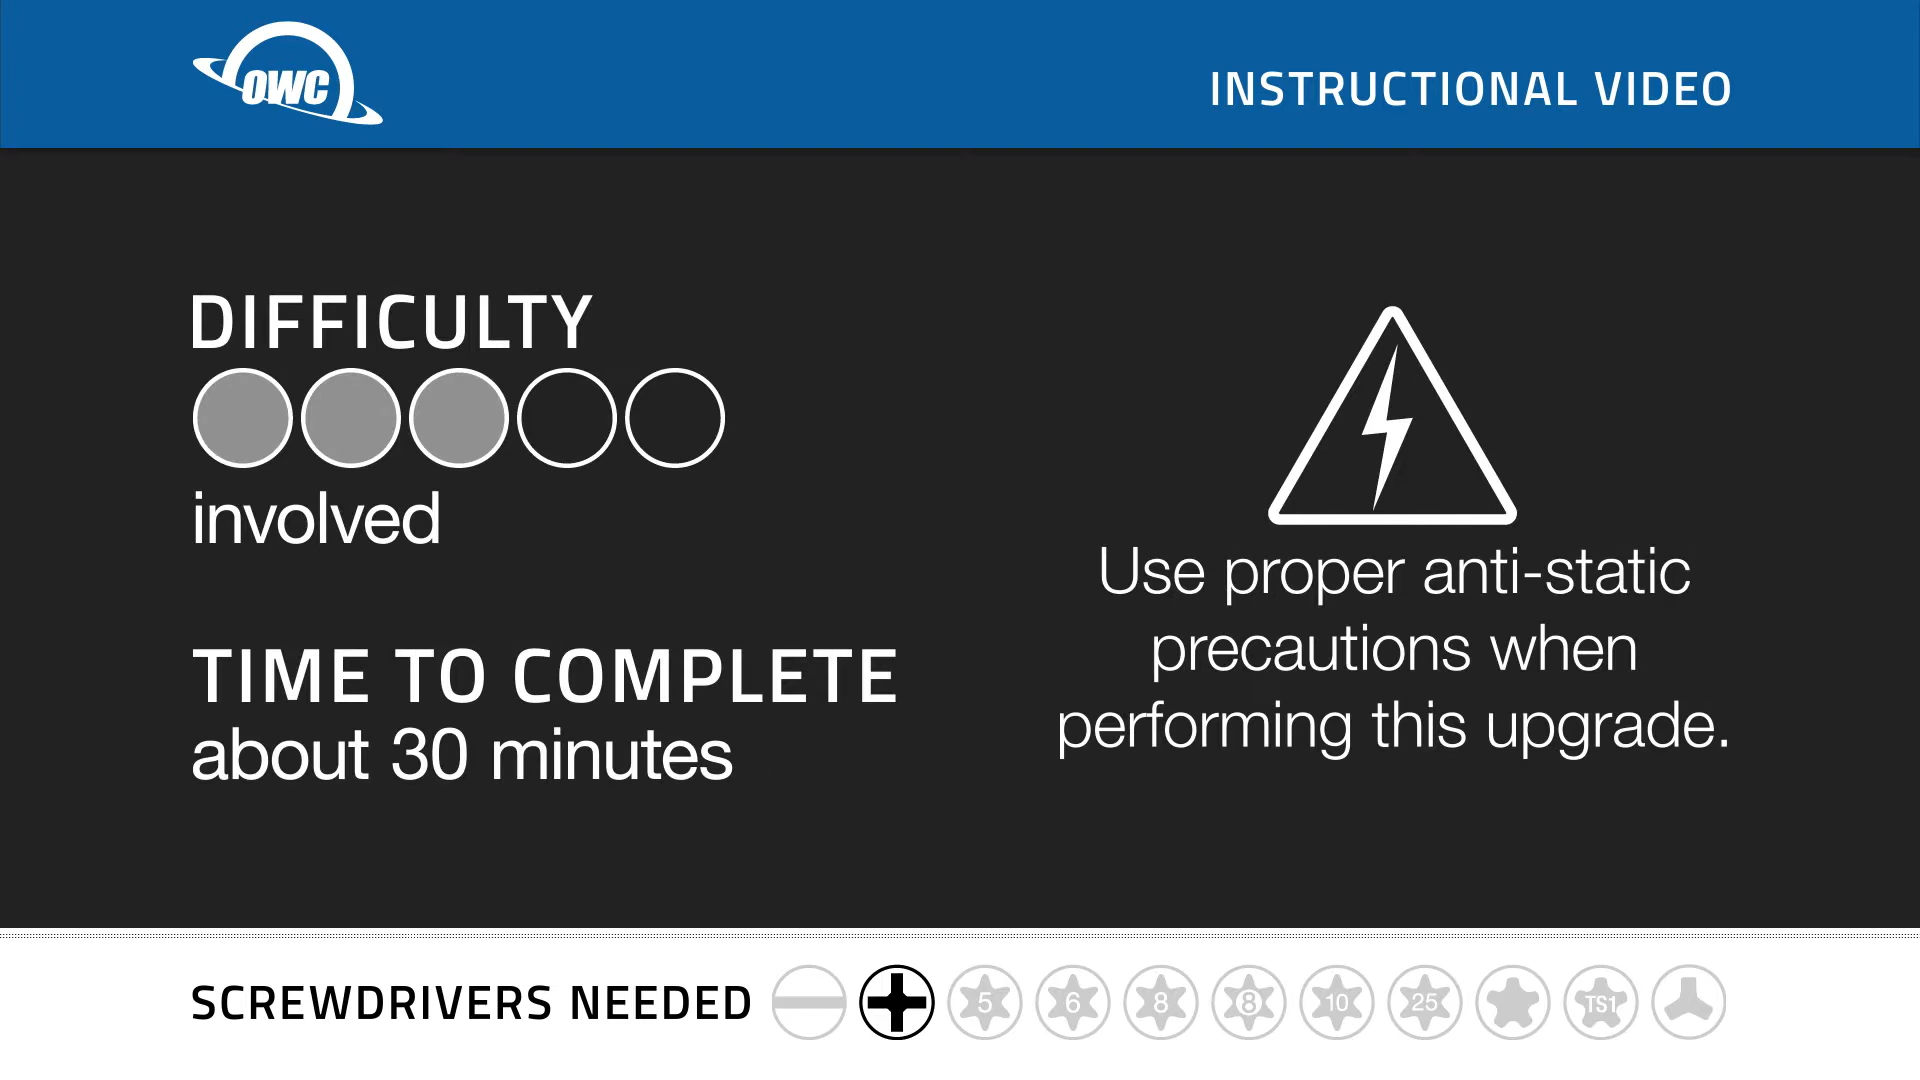 OWC
INSTRUCTIONAL VIDEO
DIFFICULTY
involved
TIME TO COMPLETE
about 30 minutes
Use proper anti-static
precautions when
performing this upgrade.
SCREWDRIVERS NEEDED 5 6 8 8 10 25 TS1